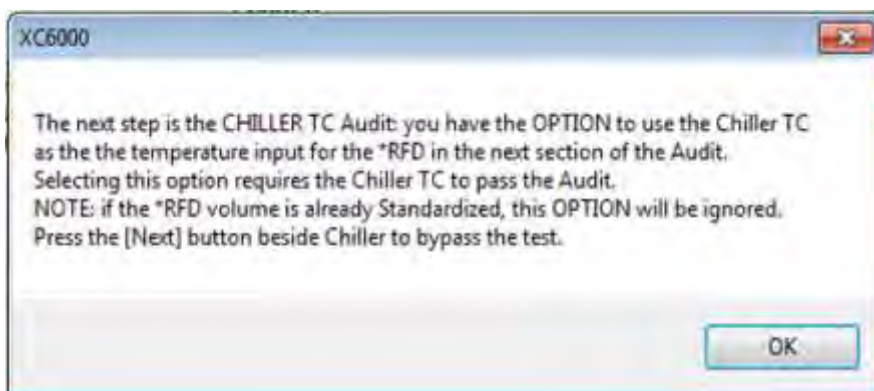 XC6000
The next step is the CHILLER TC Audit: you have the OPTION to use the Chiller TC
as the the temperature input for the *RFD in the next section of the Audit.
Selecting this option requires the Chiller TC to pass the Audit.
NOTE: if the *RFD volume is already Standardized, this OPTION will be ignored.
Press the [Next] button beside Chiller to bypass the test.
OK